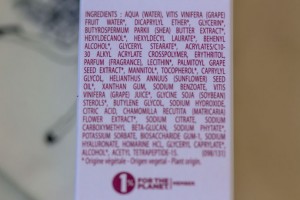 INGREDIENTS : AQUA (WATER), VITIS VINIFERA (GRAPE)
FRUIT WATER*, DICAPRYLYL ETHER*, GLYCERIN*,
BUTYROSPERMUM PARKII (SHEA) BUTTER EXTRACT*,
HEXYLDECANOL*, HEXYLDECYL LAURATE*, BEHENYL
ALCOHOL*, GLYCERYL STEARATE*, ACRYLATES/C10-
30 ALKYL ACRYLATE CROSSPOLYMER, ERYTHRITOL,
PARFUM (FRAGRANCE), LECITHIN*, PALMITOYL GRAPE
SEED EXTRACT*, MANNITOL*, TOCOPHEROL*, CAPRYLYL
GLYCOL, HELIANTHUS ANNUUS (SUNFLOWER) SEED
OIL*, XANTHAN GUM, SODIUM BENZOATE, VITIS
VINIFERA (GRAPE) JUICE*, GLYCINE SOJA (SOYBEAN)
STEROLS*, BUTYLENE GLYCOL, SODIUM HYDROXIDE,
CITRIC ACID, CHAMOMILLA RECUTITA (MATRICARIA)
FLOWER EXTRACT*, SODIUM CITRATE, SODIUM
CARBOXYMETHYL BETA-GLUCAN, SODIUM PHYTATE*,
POTASSIUM SORBATE, BIOSACCHARIDE GUM-1*, SODIUM
HYALURONATE, HOMARINE HCL, GLYCERYL CAPRYLATE*,
ALCOHOL*, ACETYL TETRAPEPTIDE-15. (098/131)
* Origine végétale - Origen vegetal - Plant origin.
1% FOR THE
PLANET MEMBER